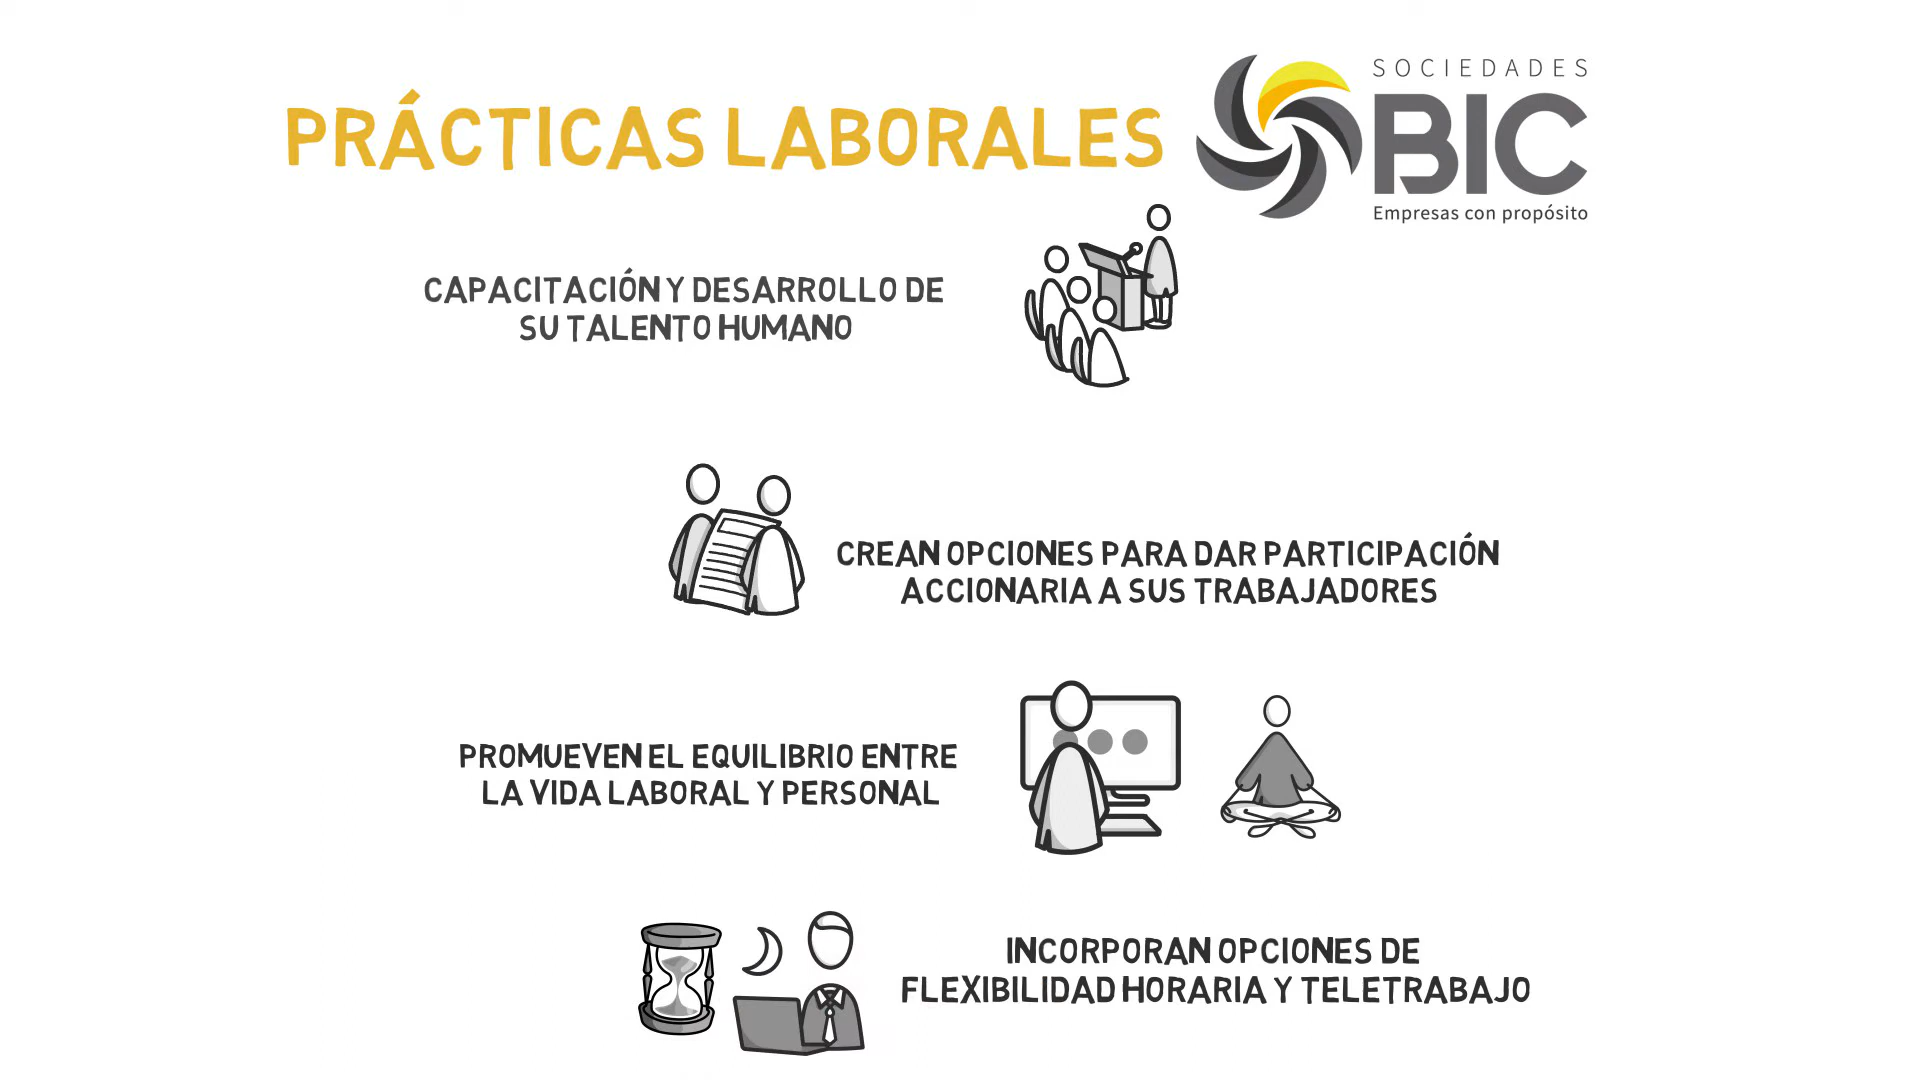 PRÁCTICAS LABORALES
SOCIEDADES
BIC
Empresas con propósito
CAPACITACIÓN Y DESARROLLO DE
SU TALENTO HUMANO
CREAN OPCIONES PARA DAR PARTICIPACIÓN
ACCIONARIA A SUS TRABAJADORES
PROMUEVEN EL EQUILIBRIO ENTRE
LA VIDA LABORAL Y PERSONAL
INCORPORAN OPCIONES DE
FLEXIBILIDAD HORARIA Y TELETRABAJO